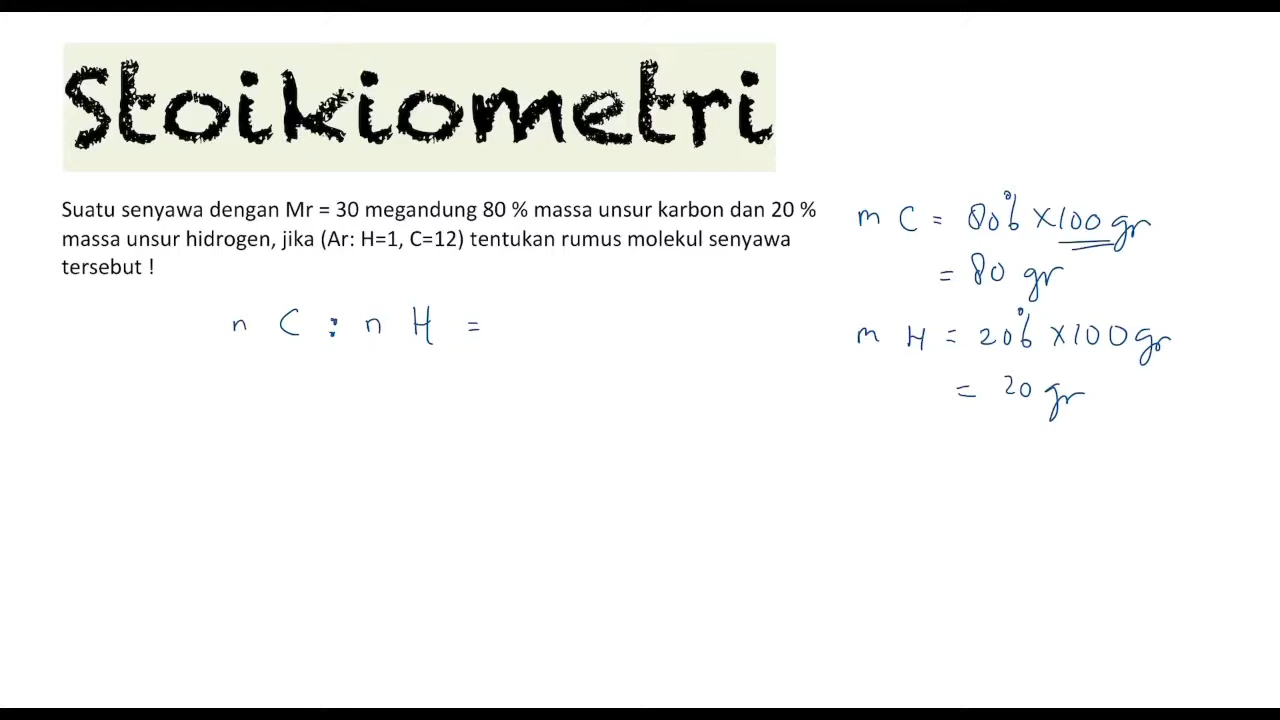 Stoikiometri
Suatu senyawa dengan Mr = 30 megandung 80 % massa unsur karbon dan 20 %
massa unsur hidrogen, jika (Ar: H=1, C=12) tentukan rumus molekul senyawa
tersebut !
n C : n H =
m C = 80% × 100 gr
= 80 gr
m H = 20% × 100 gr
= 20 gr